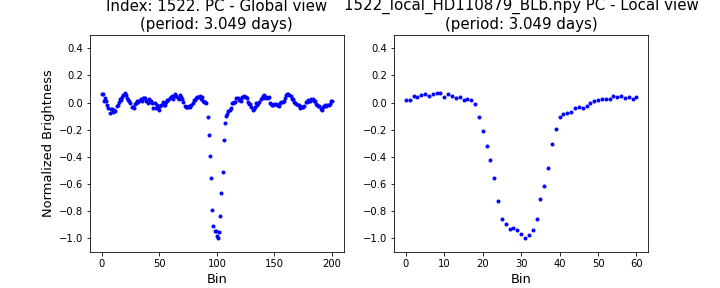 Index: 1522. PC - Global view
(period: 3.049 days)
1522_local_HD110879_BLb.npy PC - Local view
(period: 3.049 days)
Normalized Brightness
0.4
0.2
0.0
−0.2
−0.4
−0.6
−0.8
−1.0
0 50 100 150 200
Bin
0.4
0.2
0.0
−0.2
−0.4
−0.6
−0.8
−1.0
0 10 20 30 40 50 60
Bin